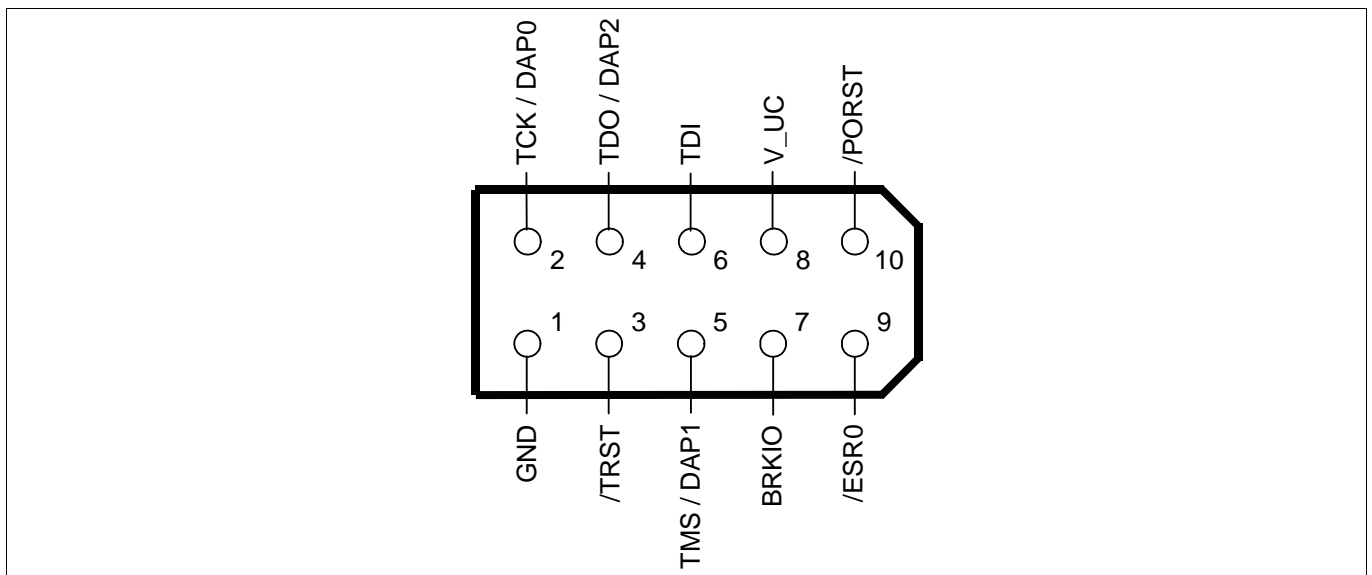 TCK / DAP0
TDO / DAP2
TDI
V_UC
/PORST
2
4
6
8
10
1
3
5
7
9
GND
/TRST
TMS / DAP1
BRKIO
/ESR0